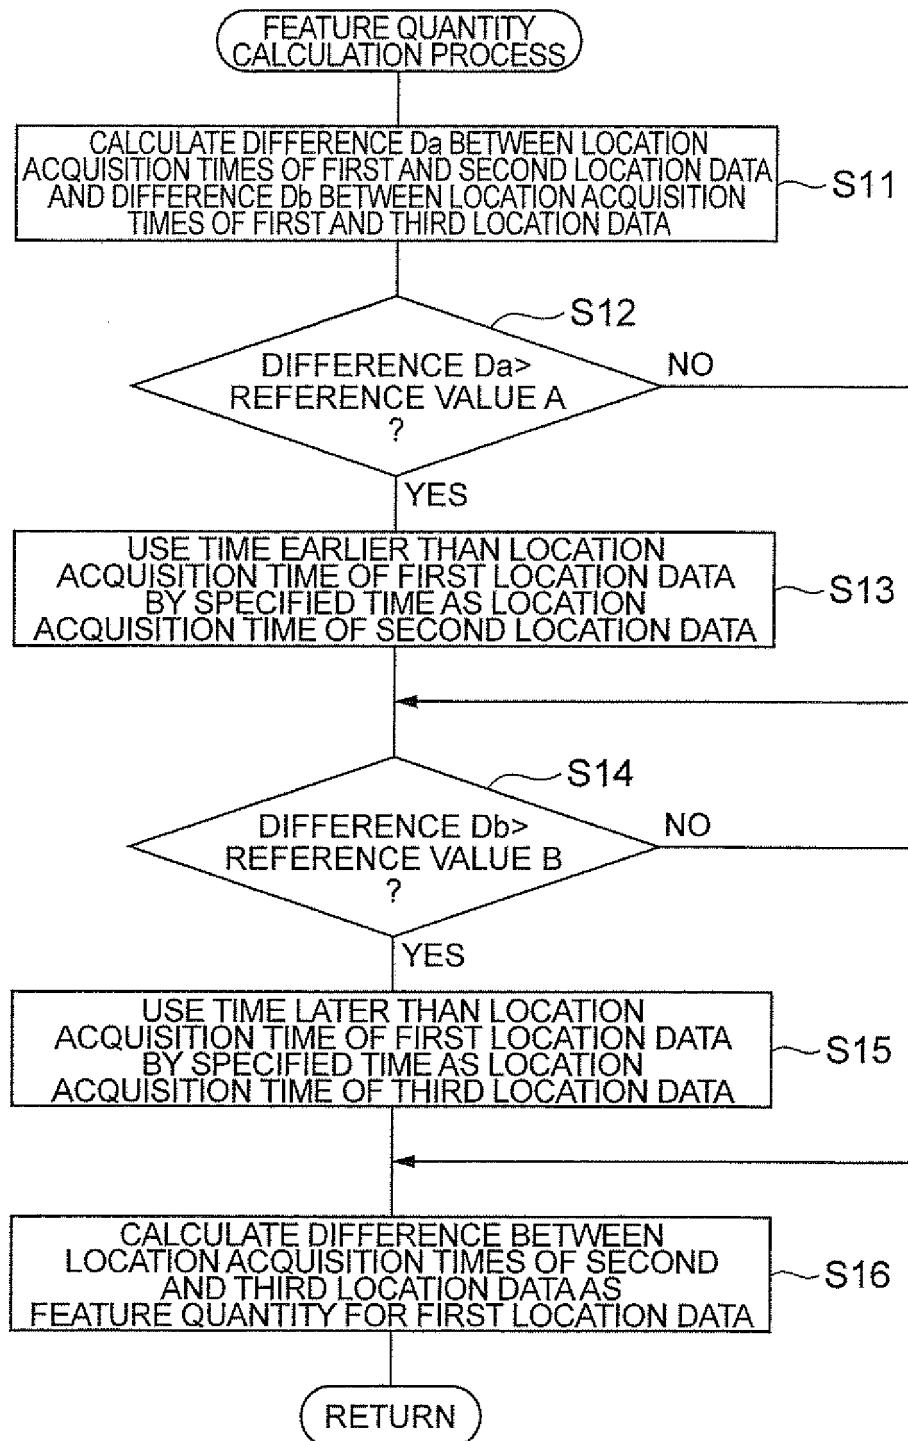 FEATURE QUANTITY
CALCULATION PROCESS
CALCULATE DIFFERENCE Da BETWEEN LOCATION
ACQUISITION TIMES OF FIRST AND SECOND LOCATION DATA
AND DIFFERENCE Db BETWEEN LOCATION ACQUISITION
TIMES OF FIRST AND THIRD LOCATION DATA
S11
S12
DIFFERENCE Da>
REFERENCE VALUE A
?
NO
YES
USE TIME EARLIER THAN LOCATION
ACQUISITION TIME OF FIRST LOCATION DATA
BY SPECIFIED TIME AS LOCATION
ACQUISITION TIME OF SECOND LOCATION DATA
S13
S14
DIFFERENCE Db>
REFERENCE VALUE B
?
NO
YES
USE TIME LATER THAN LOCATION
ACQUISITION TIME OF FIRST LOCATION DATA
BY SPECIFIED TIME AS LOCATION
ACQUISITION TIME OF THIRD LOCATION DATA
S15
CALCULATE DIFFERENCE BETWEEN
LOCATION ACQUISITION TIMES OF SECOND
AND THIRD LOCATION DATA AS
FEATURE QUANTITY FOR FIRST LOCATION DATA
S16
RETURN